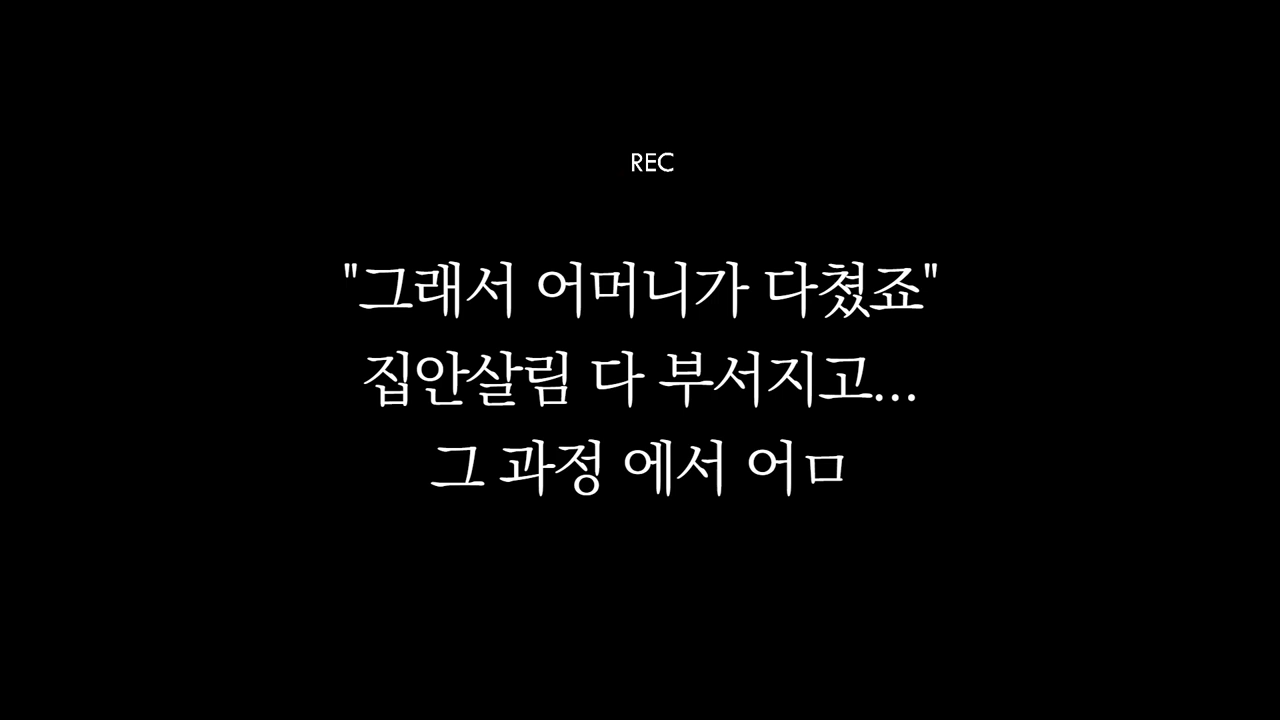 REC
"그래서 어머니가 다쳤죠"
집안살림 다 부서지고...
그 과정 에서 어ㅁ